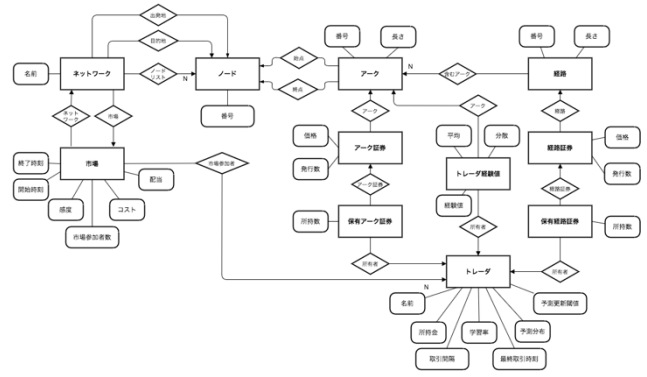 出発地
目的地
名前
ネットワーク
ノード
リスト
N
ノード
番号
始点
終点
番号
長さ
アーク
N
含むアーク
番号
長さ
経路
ネット
ワーク
市場
アーク
アーク
経路
終了時刻
開始時刻
市場
感度
コスト
配当
市場参加者数
市場参加者
価格
発行数
アーク証券
平均
分散
トレーダ経験値
経験値
経路証券
価格
発行数
アーク証券
経路証券
所持数
保有アーク証券
所有者
保有経路証券
所持数
所有者
所有者
N
トレーダ
名前
所持金
取引間隔
学習率
最終取引時刻
予測分布
予測更新閾値